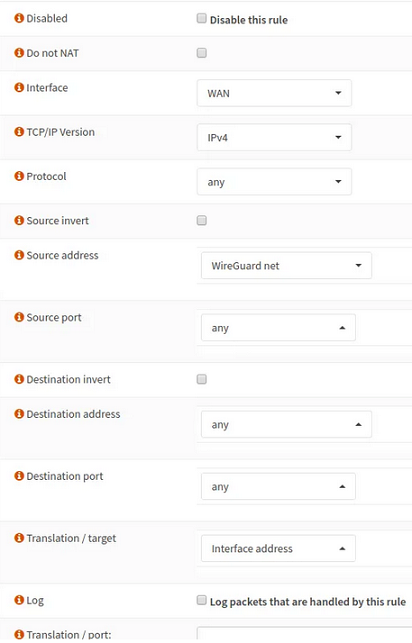 Disabled
Disable this rule
Do not NAT
Interface
WAN
TCP/IP Version
IPv4
Protocol
any
Source invert
Source address
WireGuard net
Source port
any
Destination invert
Destination address
any
Destination port
any
Translation / target
Interface address
Log
Log packets that are handled by this rule
Translation / port: